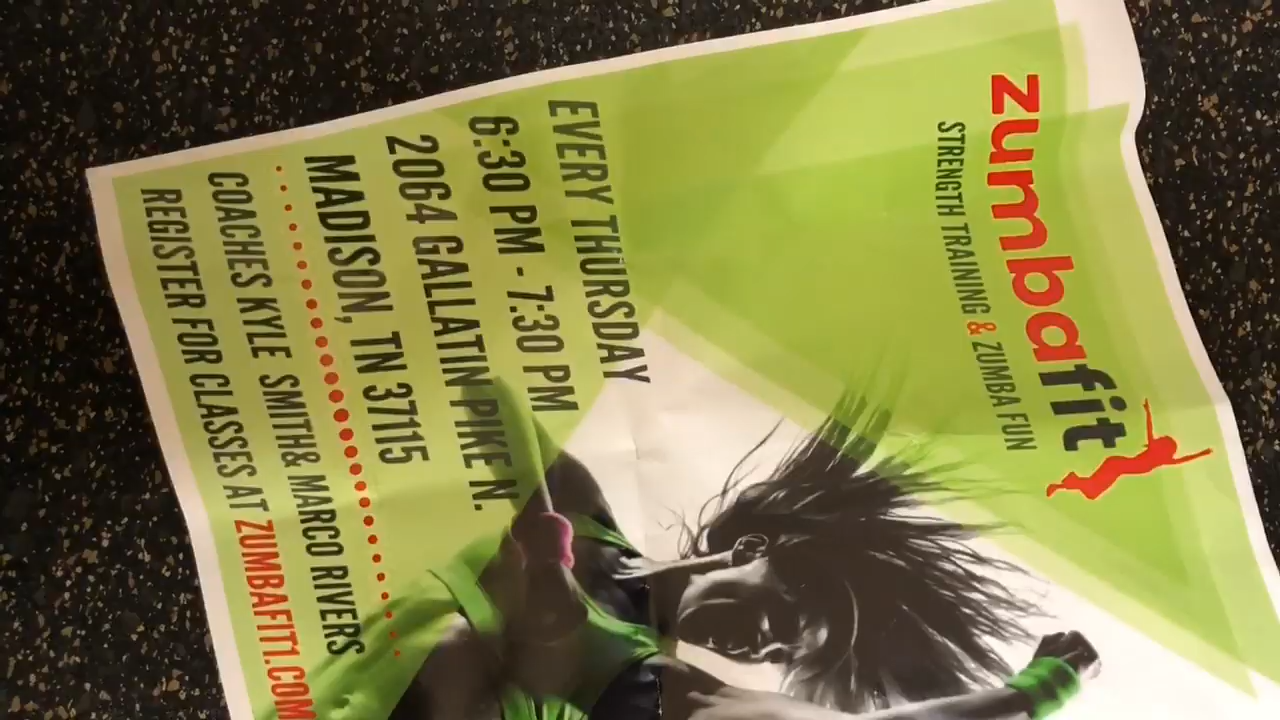 zumbafit
STRENGTH TRAINING & ZUMBA FUN
EVERY THURSDAY
6:30 PM - 7:30 PM
2064 GALLATIN PIKE N.
MADISON, TN 37115
COACHES KYLE SMITH& MARCO RIVERS
REGISTER FOR CLASSES AT ZUMBAFIT1.COM